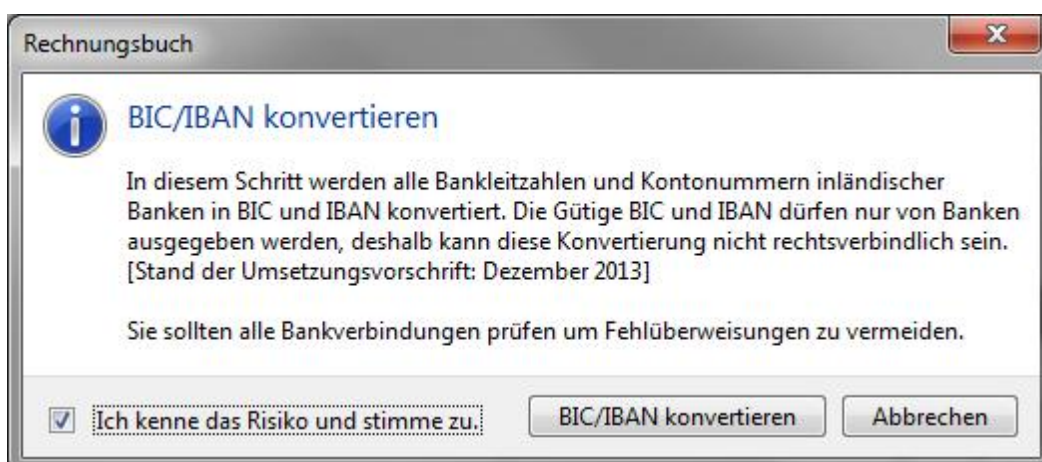 Rechnungsbuch
BIC/IBAN konvertieren
In diesem Schritt werden alle Bankleitzahlen und Kontonummern inländischer
Banken in BIC und IBAN konvertiert. Die Gütige BIC und IBAN dürfen nur von Banken
ausgegeben werden, deshalb kann diese Konvertierung nicht rechtsverbindlich sein.
[Stand der Umsetzungsvorschrift: Dezember 2013]
Sie sollten alle Bankverbindungen prüfen um Fehlüberweisungen zu vermeiden.
Ich kenne das Risiko und stimme zu.
BIC/IBAN konvertieren
Abbrechen